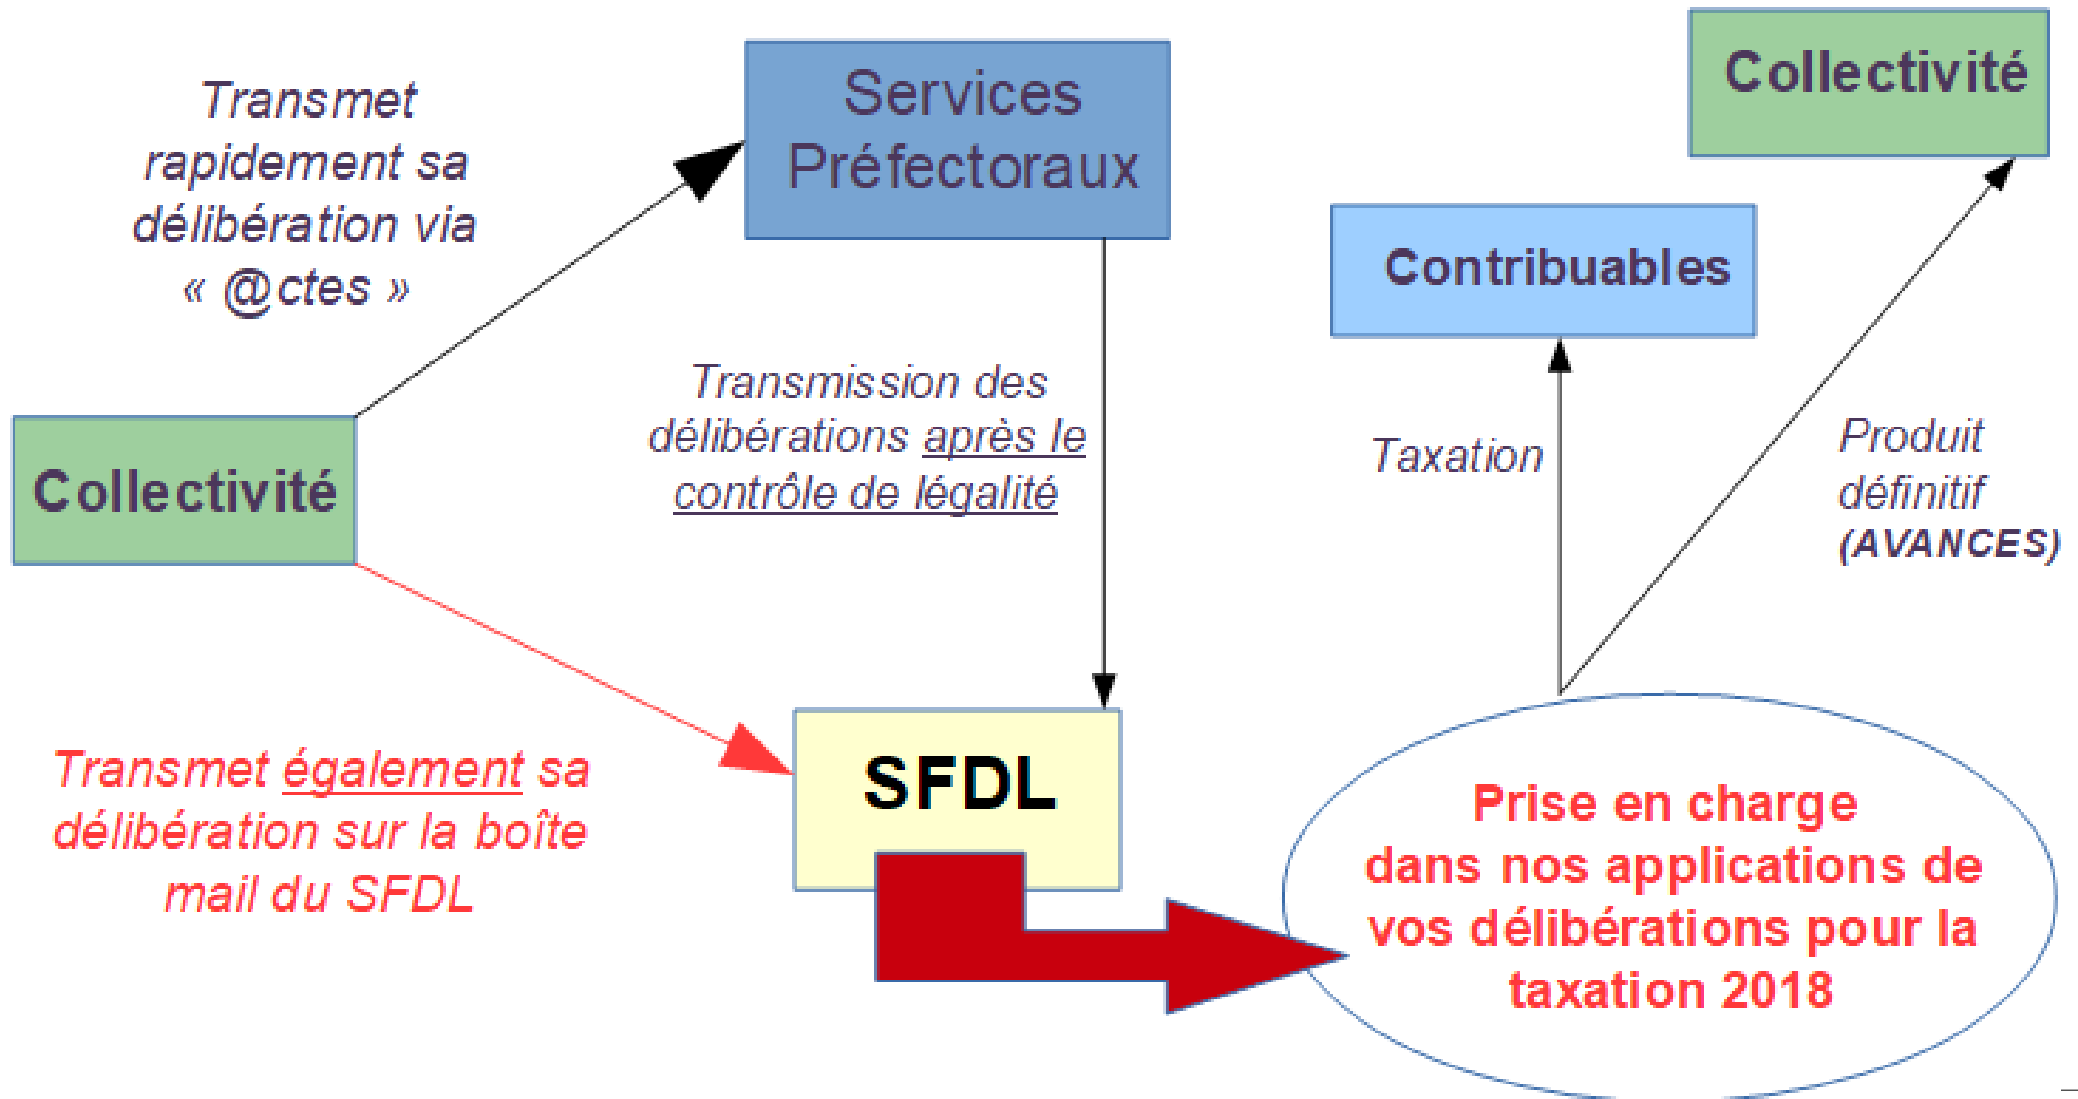 Transmet
rapidement sa
délibération via
« @ctes »
Services
Préfectoraux
Collectivité
Contribuables
Collectivité
Transmission des
délibérations après le
contrôle de légalité
Taxation
Produit
définitif
(AVANCES)
Transmet également sa
délibération sur la boîte
mail du SFDL
SFDL
Prise en charge
dans nos applications de
vos délibérations pour la
taxation 2018